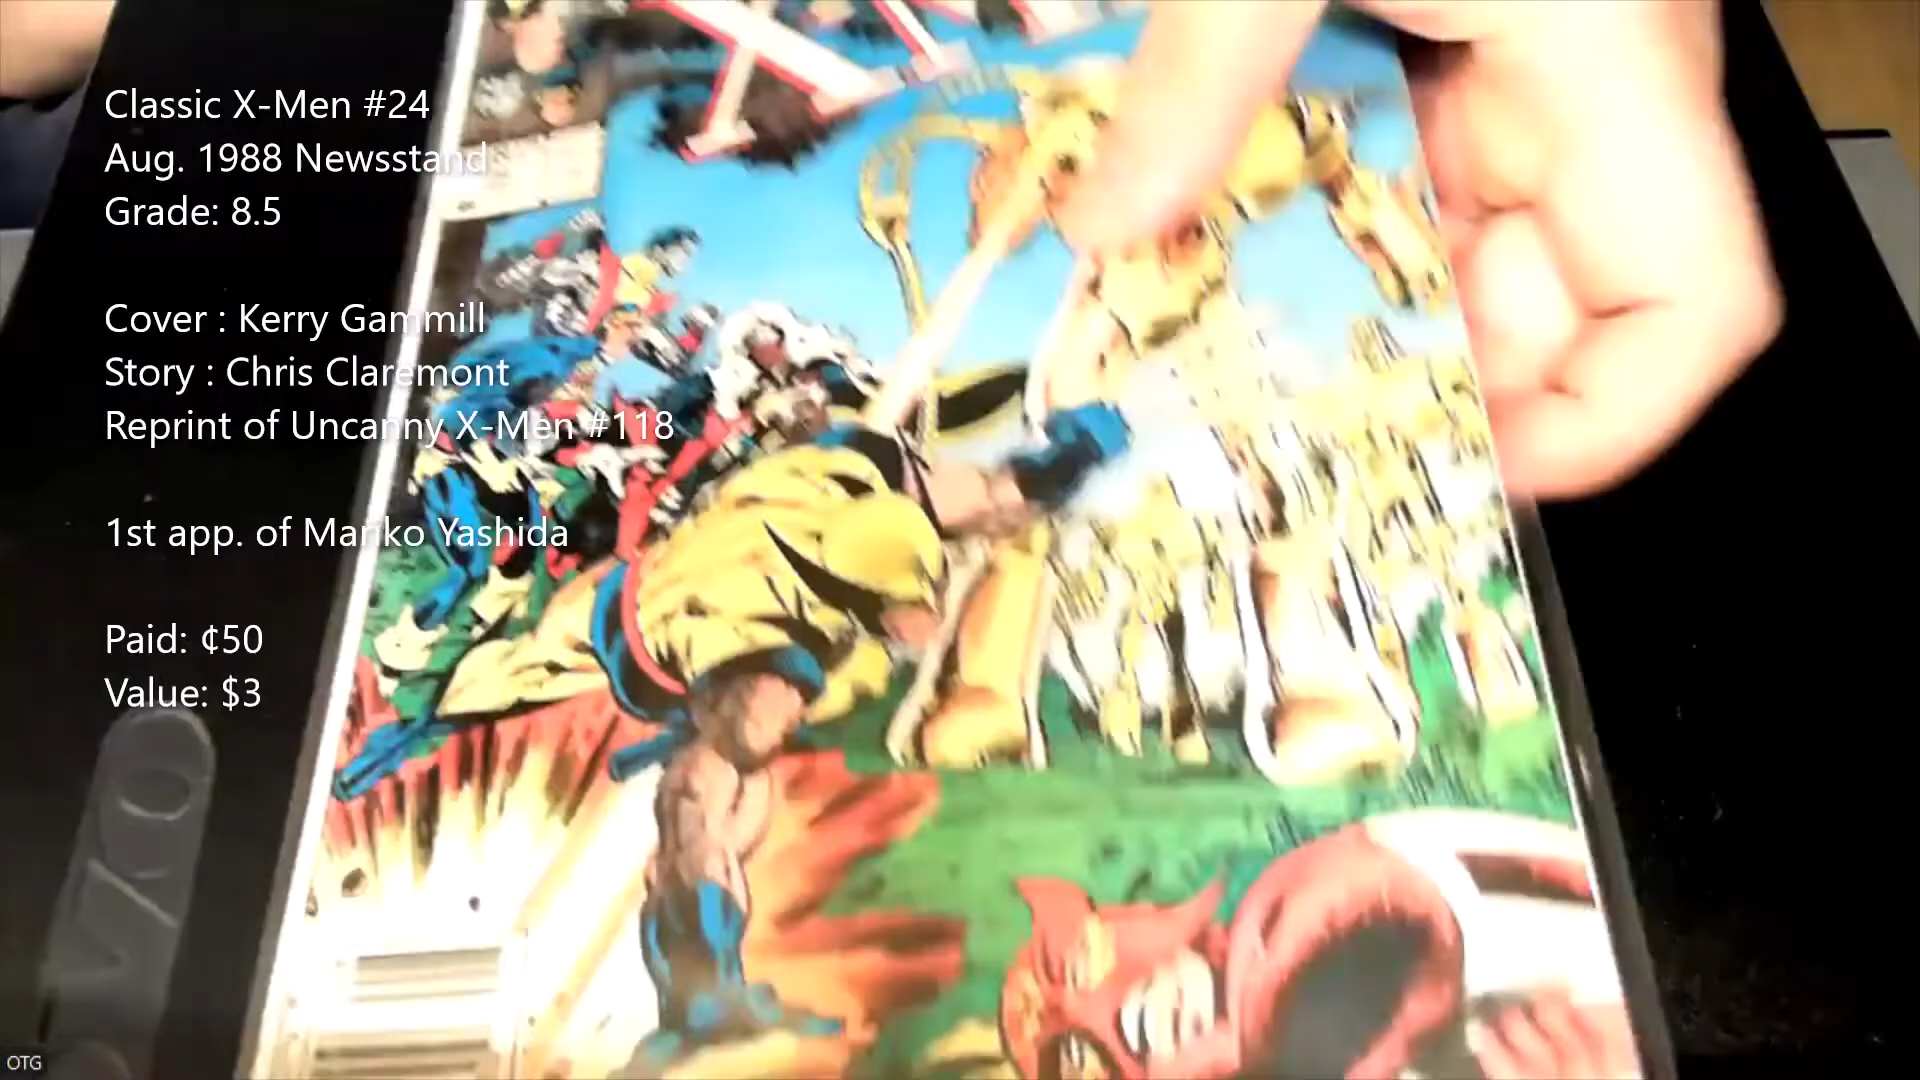 Classic X-Men #24
Aug. 1988 Newsstand
Grade: 8.5
Cover : Kerry Gammill
Story : Chris Claremont
Reprint of Uncanny X-Men #118
1st app. of Mariko Yashida
Paid: ¢50
Value: $3
OTG